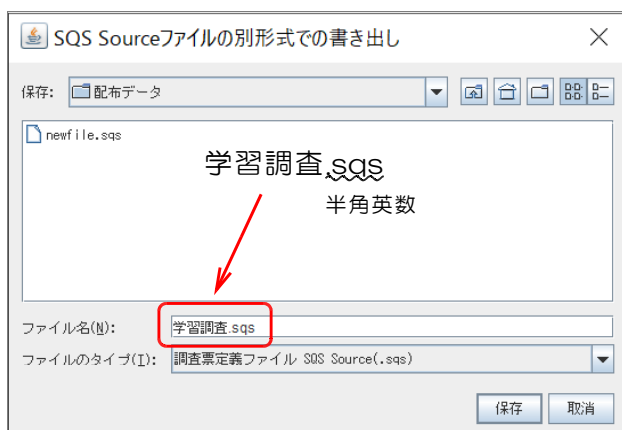 SQS Sourceファイルの別形式での書き出し
保存: 配布データ
newfile.sqs
学習調査.sqs
半角英数
ファイル名(N): 学習調査.sqs
ファイルのタイプ(I): 調査票定義ファイル SQS Source(.sqs)
保存 取消